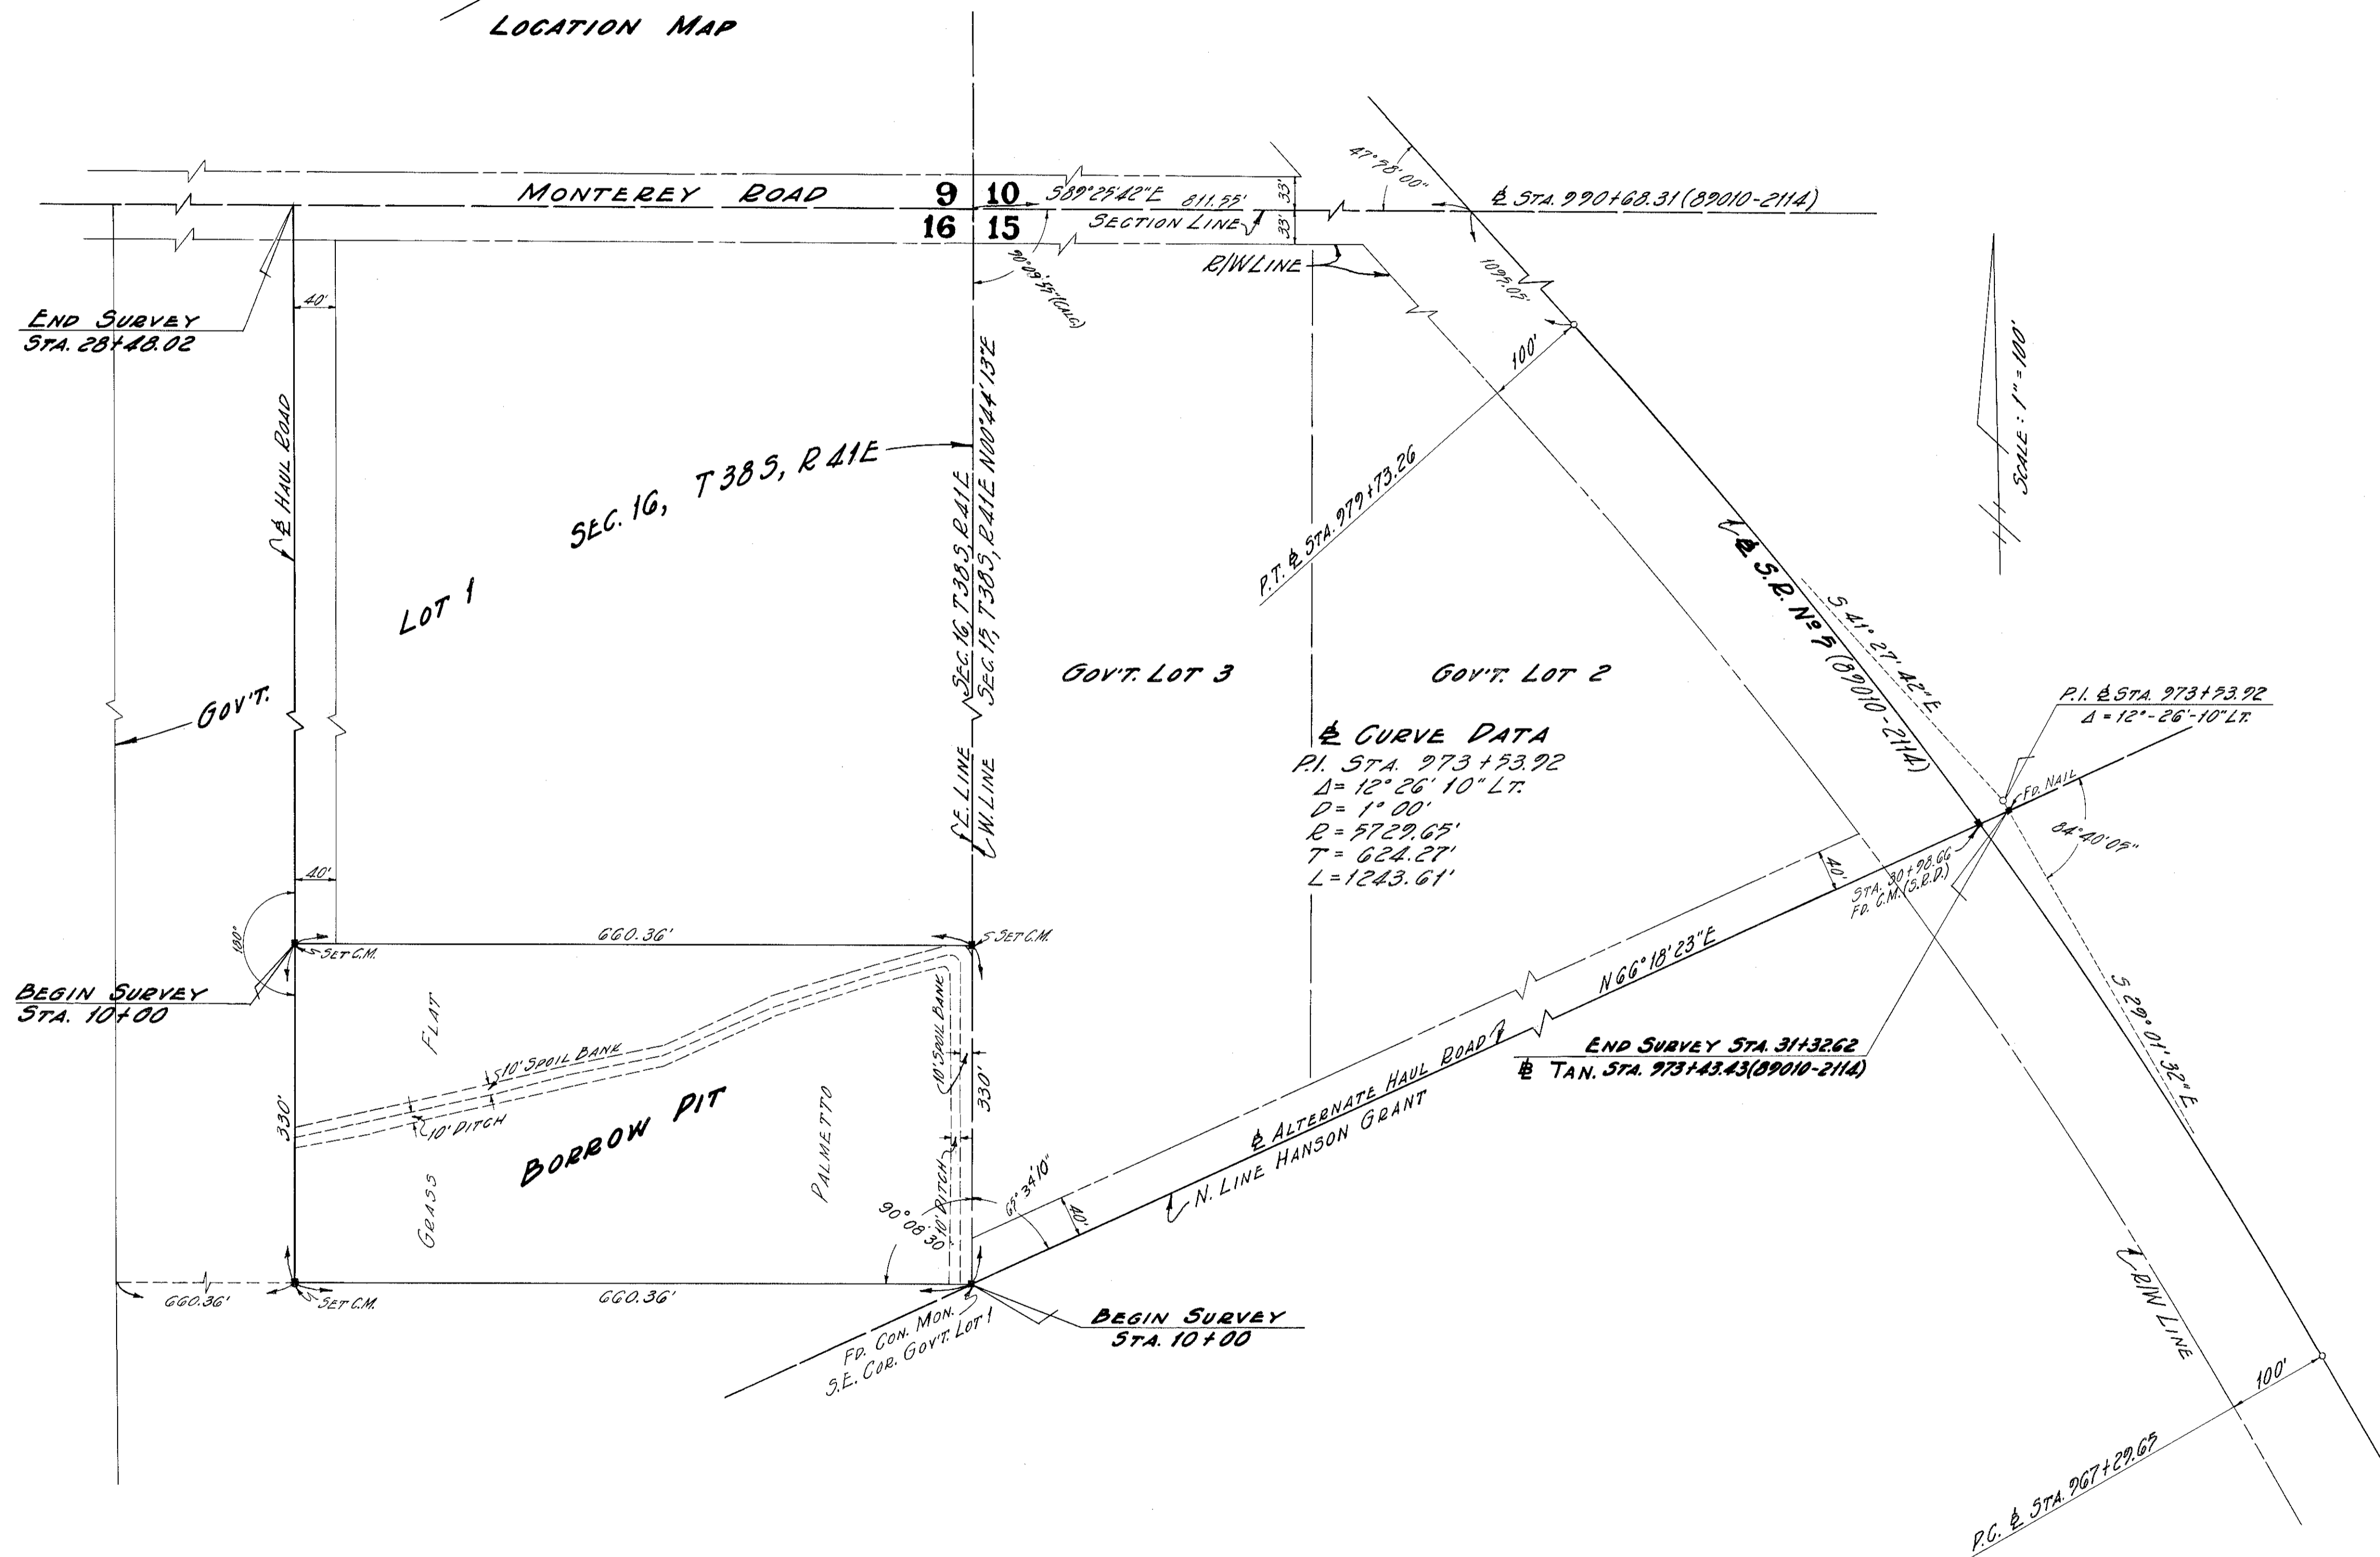 LOCATION MAP
MONTEREY ROAD
9 10
16 15
S89°25'42"E 811.55'
SECTION LINE
33'
33'
R/W LINE
47°58'00"
℄ STA. 990+68.31 (89010-2114)
1095.05'
90°09'55"(CALC.)
END SURVEY
STA. 28+48.02
40'
℄ HAUL ROAD
SEC. 16, T38S, R41E
LOT 1
GOV'T.
E. LINE SEC. 16, T38S, R41E
W. LINE SEC. 15, T38S, R41E N00°44'13"E
100'
P.T. ℄ STA. 979+73.26
SCALE: 1" = 100'
℄ S.R. Nº 5 (89010-2114)
S 41° 27' 42" E
GOV'T. LOT 3
GOV'T. LOT 2
℄ CURVE DATA
P.I. STA. 973+53.92
Δ= 12° 26' 10" LT.
D = 1° 00'
R = 5729.65'
T = 624.27'
L = 1243.61'
P.I. ℄ STA. 973+53.92
Δ = 12°-26'-10" LT.
FD. NAIL
84°40'05"
STA. 30+98.66
FD. C.M. (S.R.D.)
40'
40'
180°
SET C.M.
660.36'
SET C.M.
BEGIN SURVEY
STA. 10+00
N66°18'23"E
END SURVEY STA. 31+32.62
℄ TAN. STA. 973+43.43(89010-2114)
S 29° 01' 32" E
FLAT
10' SPOIL BANK
10' DITCH
330'
BORROW PIT
GRASS
PALMETTO
10' SPOIL BANK
10' DITCH
330'
90° 08' 30"
65° 34' 10"
40'
℄ ALTERNATE HAUL ROAD
N. LINE HANSON GRANT
660.36'
SET C.M.
660.36'
FD. CON. MON.
S.E. COR. GOV'T. LOT 1
BEGIN SURVEY
STA. 10+00
R/W LINE
100'
P.C. ℄ STA. 967+29.65